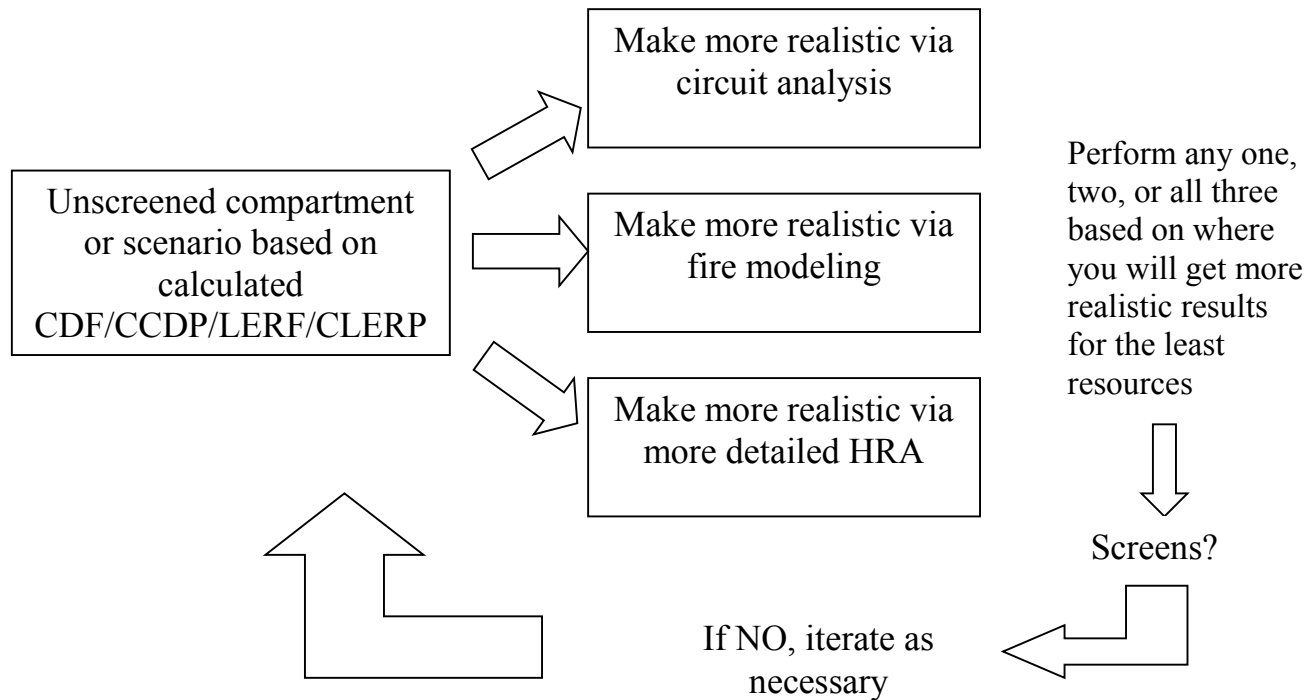 Unscreened compartment
or scenario based on
calculated
CDF/CCDP/LERF/CLERP
Make more realistic via
circuit analysis
Make more realistic via
fire modeling
Make more realistic via
more detailed HRA
Perform any one,
two, or all three
based on where
you will get more
realistic results
for the least
resources
Screens?
If NO, iterate as
necessary